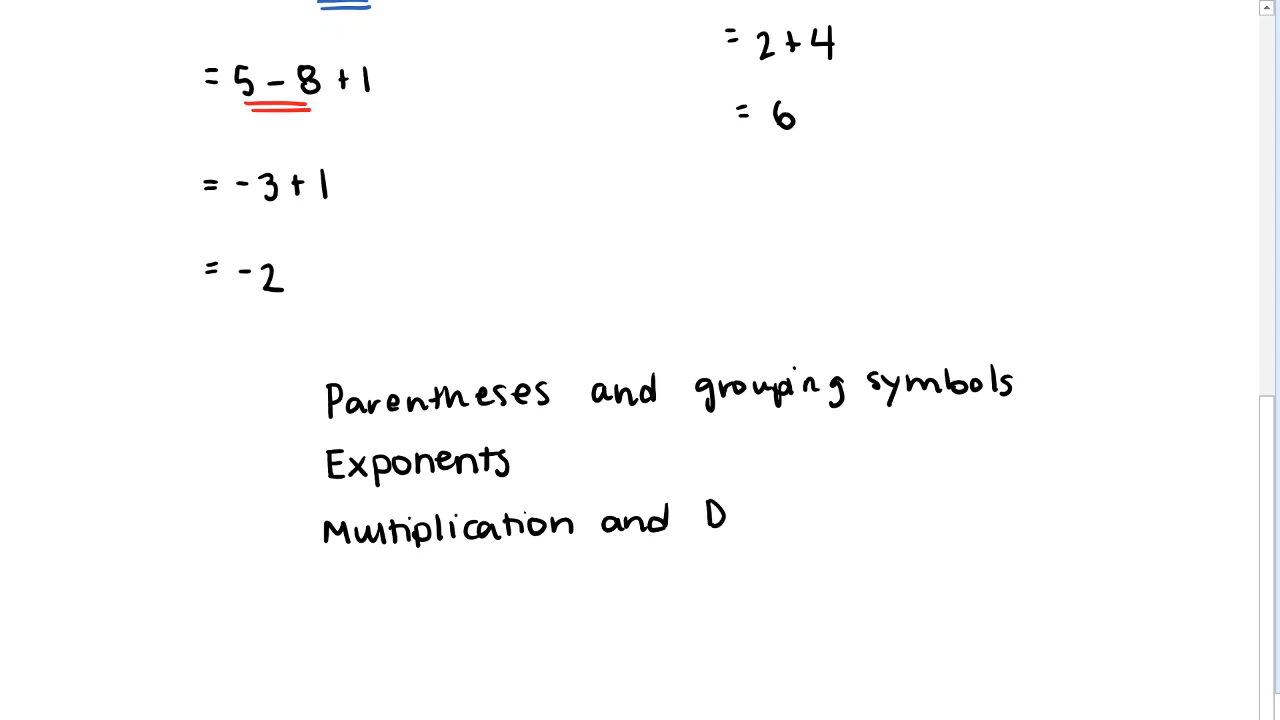 = 5 - 8 + 1
= -3 + 1
= -2
= 2 + 4
= 6
Parentheses and grouping symbols
Exponents
Multiplication and D